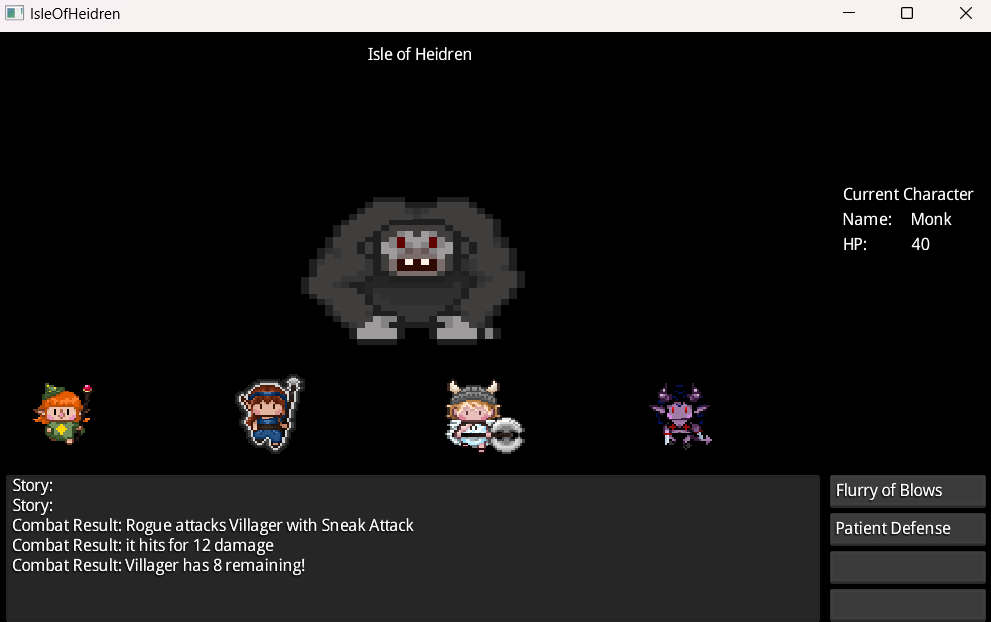 IsleOfHeidren
Isle of Heidren
Current Character
Name: Monk
HP: 40
Story:
Story:
Combat Result: Rogue attacks Villager with Sneak Attack
Combat Result: it hits for 12 damage
Combat Result: Villager has 8 remaining!
Flurry of Blows
Patient Defense